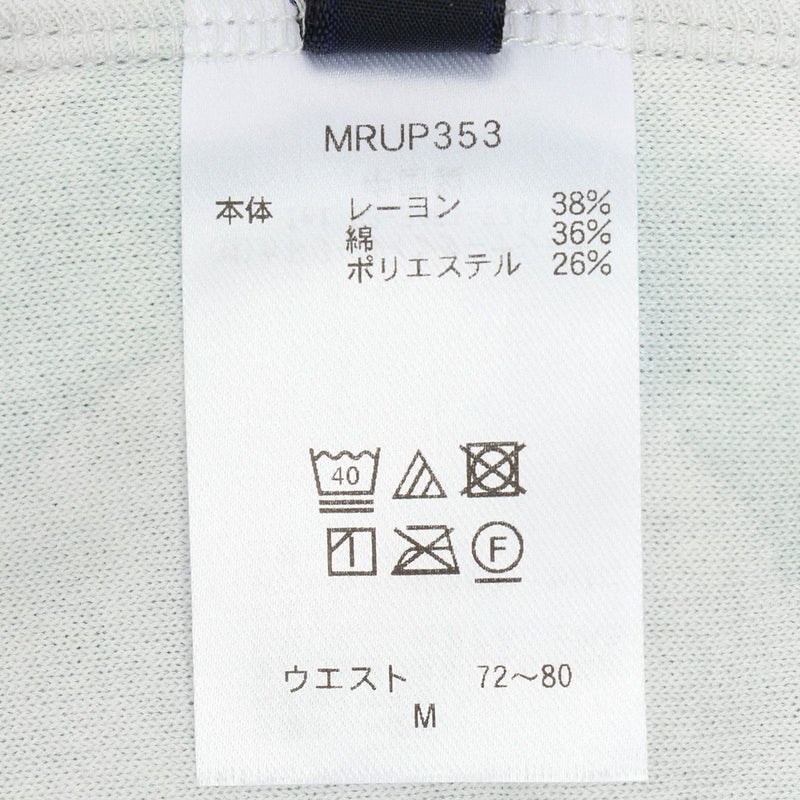 MRUP353
本体 レーヨン 38%
綿 36%
ポリエステル 26%
40
F
ウエスト 72〜80
M